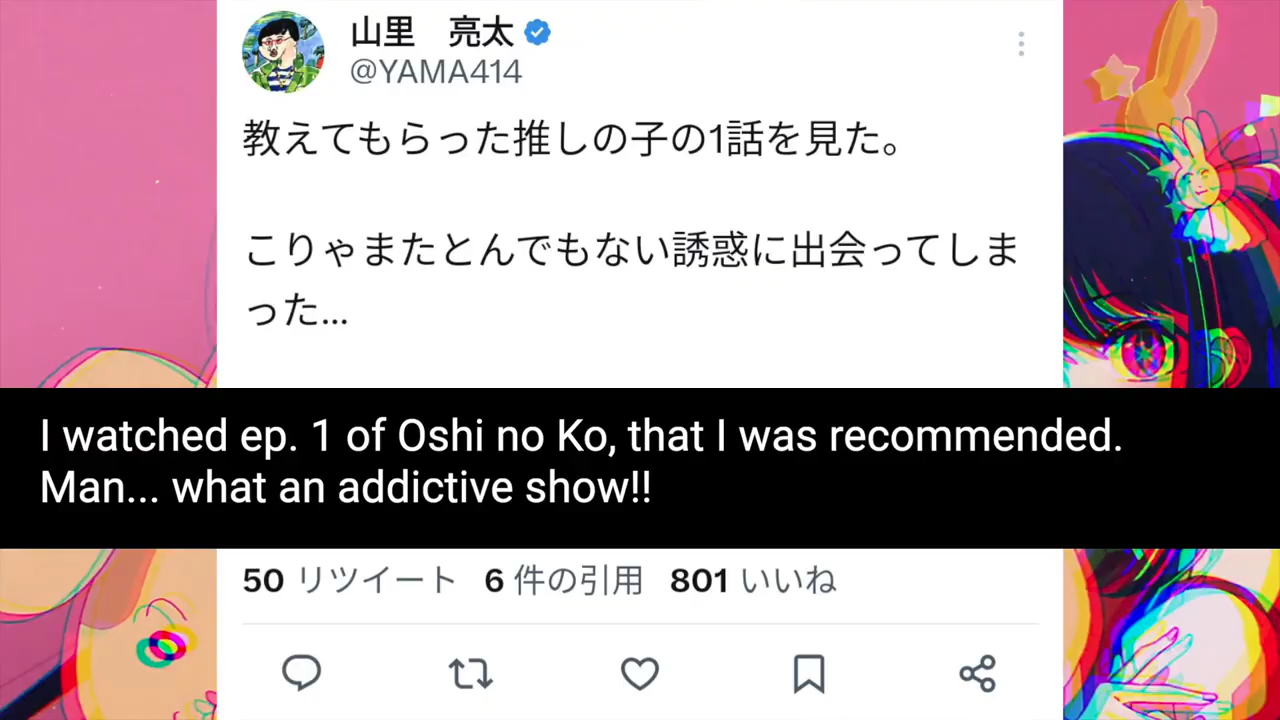 山里 亮太
@YAMA414
教えてもらった推しの子の1話を見た。
こりゃまたとんでもない誘惑に出会ってしま
った...
I watched ep. 1 of Oshi no Ko, that I was recommended.
Man... what an addictive show!!
50 リツイート 6 件の引用 801 いいね